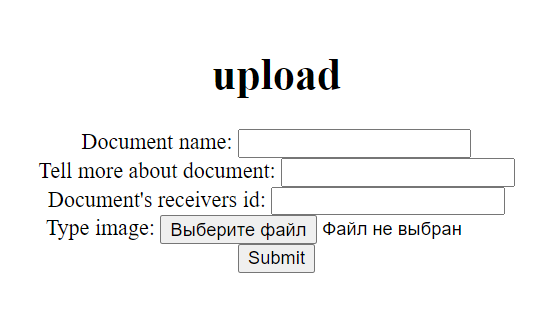 upload
Document name:
Tell more about document:
Document's receivers id:
Type image: Выберите файл Файл не выбран
Submit